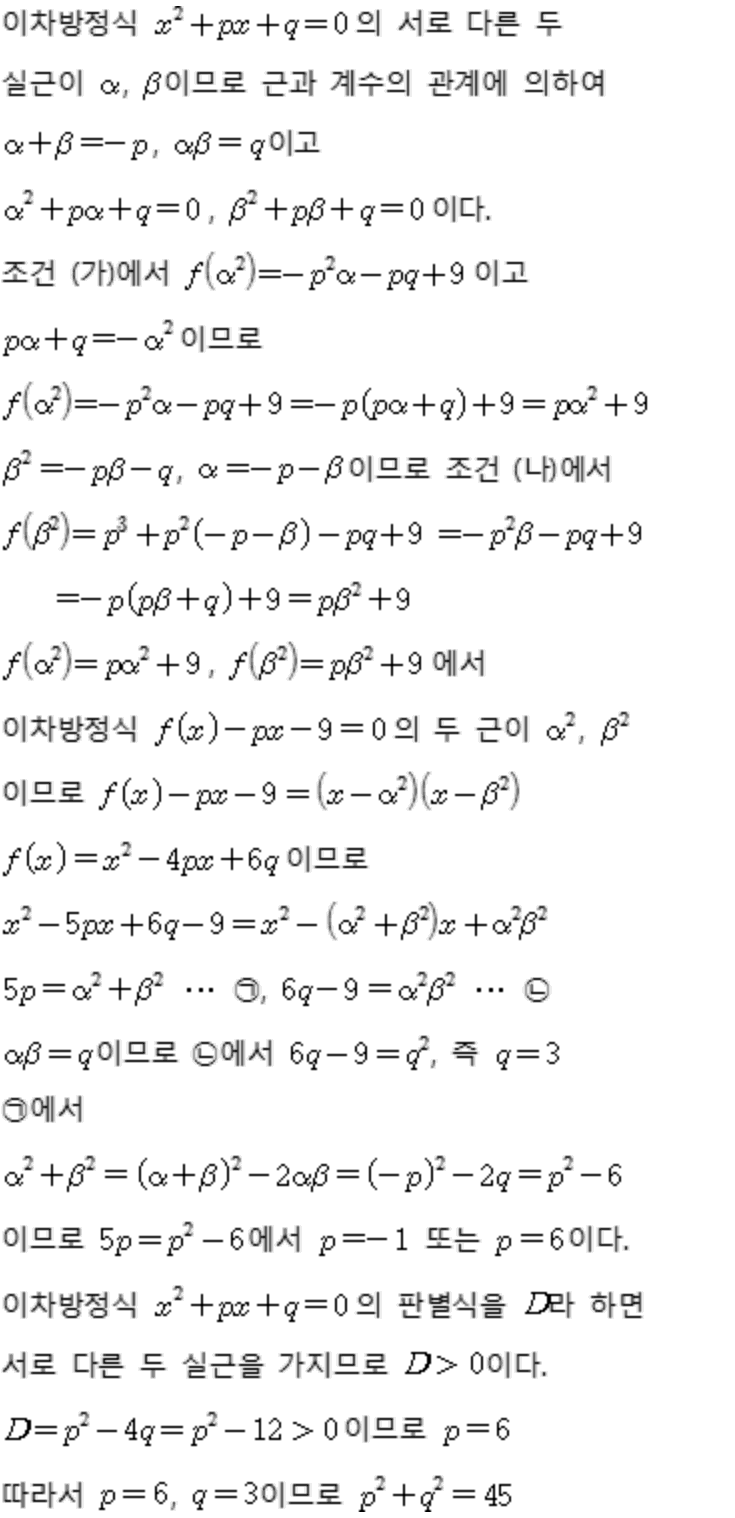 이차방정식 x²+px+q=0의 서로 다른 두
실근이 α, β이므로 근과 계수의 관계에 의하여
α+β=-p, αβ=q이고
α²+pα+q=0, β²+pβ+q=0이다.
조건 (가)에서 f(α²)=-p²α-pq+9이고
pα+q=-α²이므로
f(α²)=-p²α-pq+9=-p(pα+q)+9=pα²+9
β²=-pβ-q, α=-p-β이므로 조건 (나)에서
f(β²)=p³+p²(-p-β)-pq+9 =-p²β-pq+9
=-p(pβ+q)+9=pβ²+9
f(α²)=pα²+9, f(β²)=pβ²+9에서
이차방정식 f(x)-px-9=0의 두 근이 α², β²
이므로 f(x)-px-9=(x-α²)(x-β²)
f(x)=x²-4px+6q이므로
x²-5px+6q-9=x²-(α²+β²)x+α²β²
5p=α²+β² ⋯ ㉠, 6q-9=α²β² ⋯ ㉡
αβ=q이므로 ㉡에서 6q-9=q², 즉 q=3
㉠에서
α²+β²=(α+β)²-2αβ=(-p)²-2q=p²-6
이므로 5p=p²-6에서 p=-1 또는 p=6이다.
이차방정식 x²+px+q=0의 판별식을 D라 하면
서로 다른 두 실근을 가지므로 D>0이다.
D=p²-4q=p²-12>0이므로 p=6
따라서 p=6, q=3이므로 p²+q²=45